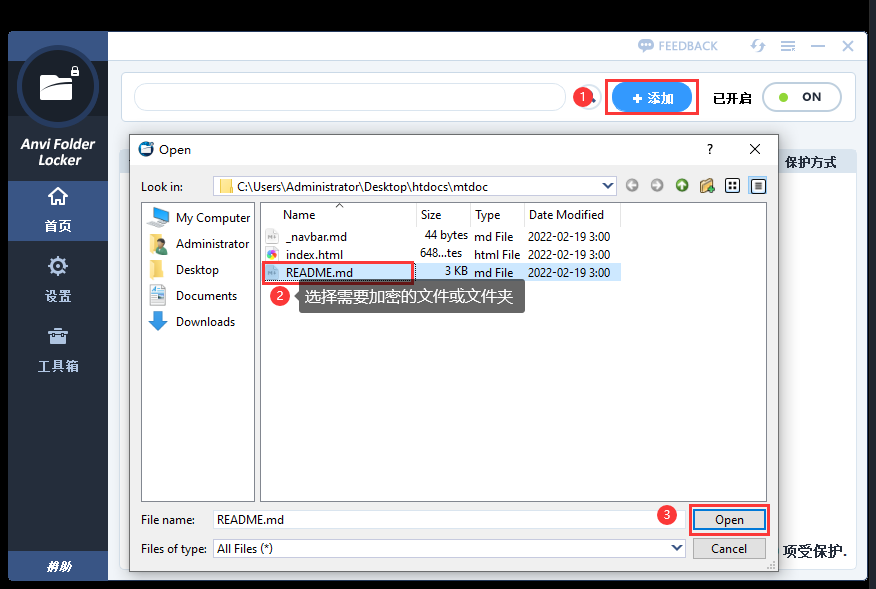 FEEDBACK
1
+ 添加
已开启
ON
Anvi Folder
Locker
首页
设置
工具箱
捐助
保护方式
Open
?
Look in:
C:\Users\Administrator\Desktop\htdocs\mtdoc
My Computer
Administrator
Desktop
Documents
Downloads
Name Size Type Date Modified
_navbar.md 44 bytes md File 2022-02-19 3:00
index.html 648...tes html File 2022-02-19 3:00
README.md 3 KB md File 2022-02-19 3:00
2 选择需要加密的文件或文件夹
File name: README.md
3
Open
Files of type: All Files (*)
Cancel
项受保护.